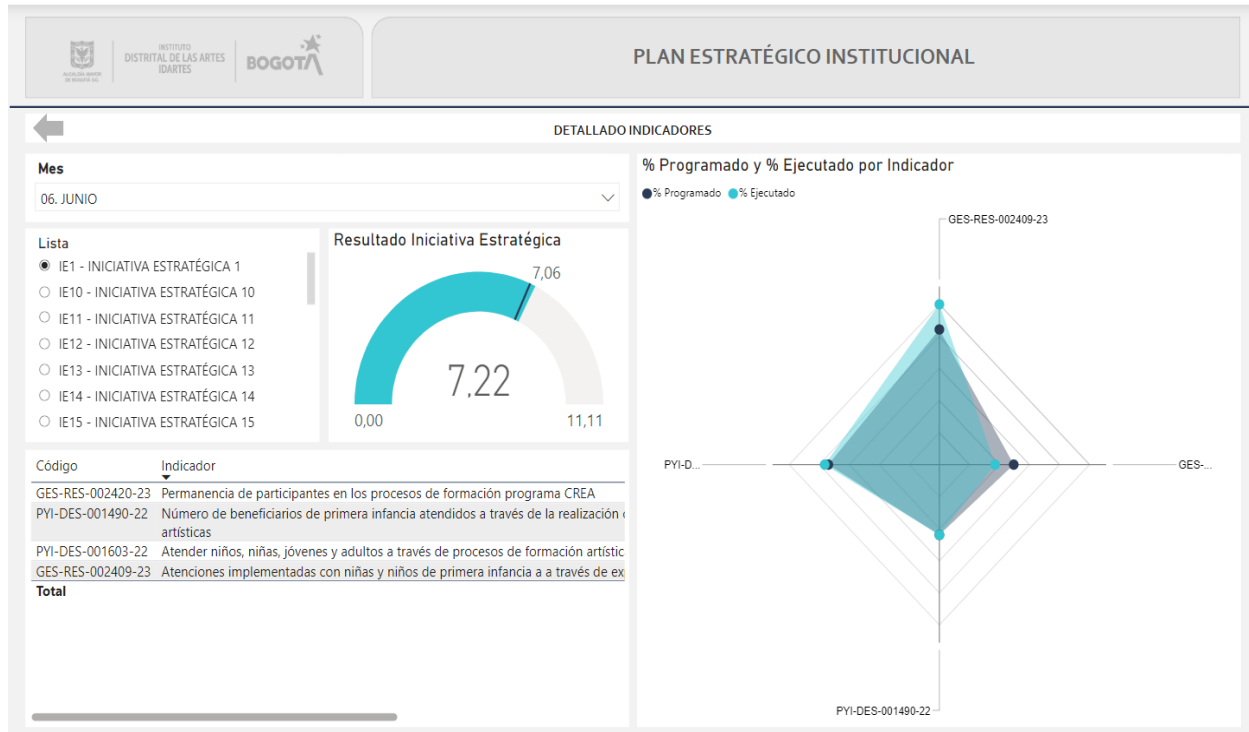 ALCALDÍA MAYOR
DE BOGOTÁ D.C.
INSTITUTO
DISTRITAL DE LAS ARTES
IDARTES
BOGOTÁ
PLAN ESTRATÉGICO INSTITUCIONAL
DETALLADO INDICADORES
Mes
06. JUNIO
Lista
IE1 - INICIATIVA ESTRATÉGICA 1
IE10 - INICIATIVA ESTRATÉGICA 10
IE11 - INICIATIVA ESTRATÉGICA 11
IE12 - INICIATIVA ESTRATÉGICA 12
IE13 - INICIATIVA ESTRATÉGICA 13
IE14 - INICIATIVA ESTRATÉGICA 14
IE15 - INICIATIVA ESTRATÉGICA 15
Resultado Iniciativa Estratégica
7,06
7,22
0,00
11,11
Código Indicador
GES-RES-002420-23 Permanencia de participantes en los procesos de formación programa CREA
PYI-DES-001490-22 Número de beneficiarios de primera infancia atendidos a través de la realización
artísticas
PYI-DES-001603-22 Atender niños, niñas, jóvenes y adultos a través de procesos de formación artístic
GES-RES-002409-23 Atenciones implementadas con niñas y niños de primera infancia a a través de ex
Total
% Programado y % Ejecutado por Indicador
% Programado % Ejecutado
GES-RES-002409-23
PYI-D...
GES-...
PYI-DES-001490-22